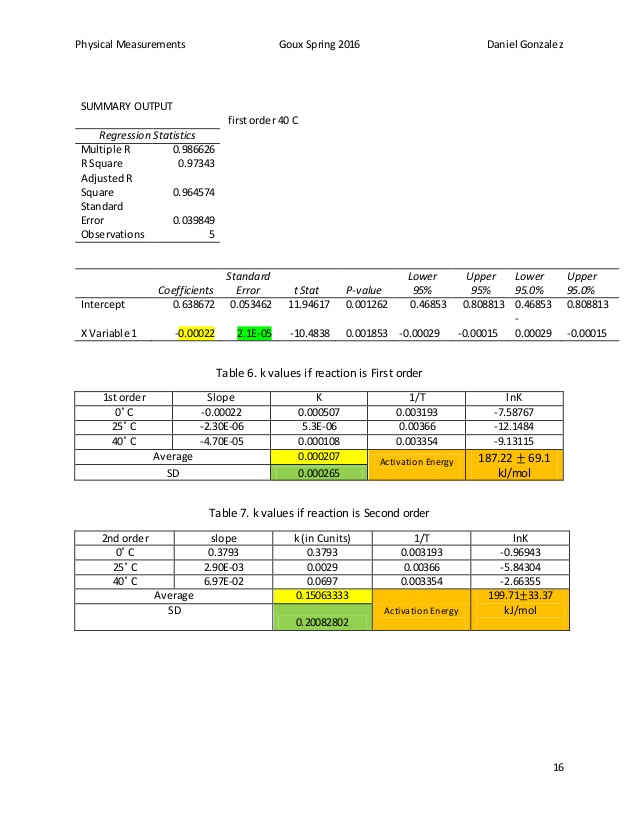 Physical Measurements Goux Spring 2016 Daniel Gonzalez
SUMMARY OUTPUT
first order 40 C
Regression Statistics
Multiple R 0.986626
R Square 0.97343
Adjusted R
Square 0.964574
Standard
Error 0.039849
Observations 5
Standard Lower Upper Lower Upper
Coefficients Error t Stat P-value 95% 95% 95.0% 95.0%
Intercept 0.638672 0.053462 11.94617 0.001262 0.46853 0.808813 0.46853 0.808813
-
X Variable 1 -0.00022 2.1E-05 -10.4838 0.001853 -0.00029 -0.00015 0.00029 -0.00015
Table 6. k values if reaction is First order
1st order Slope K 1/T lnK
0˚ C -0.00022 0.000507 0.003193 -7.58767
25˚ C -2.30E-06 5.3E-06 0.00366 -12.1484
40˚ C -4.70E-05 0.000108 0.003354 -9.13115
Average 0.000207 Activation Energy 187.22 ± 69.1
SD 0.000265 kJ/mol
Table 7. k values if reaction is Second order
2nd order slope k (in Cunits) 1/T lnK
0˚ C 0.3793 0.3793 0.003193 -0.96943
25˚ C 2.90E-03 0.0029 0.00366 -5.84304
40˚ C 6.97E-02 0.0697 0.003354 -2.66355
Average 0.15063333 199.71±33.37
SD Activation Energy kJ/mol
0.20082802
16